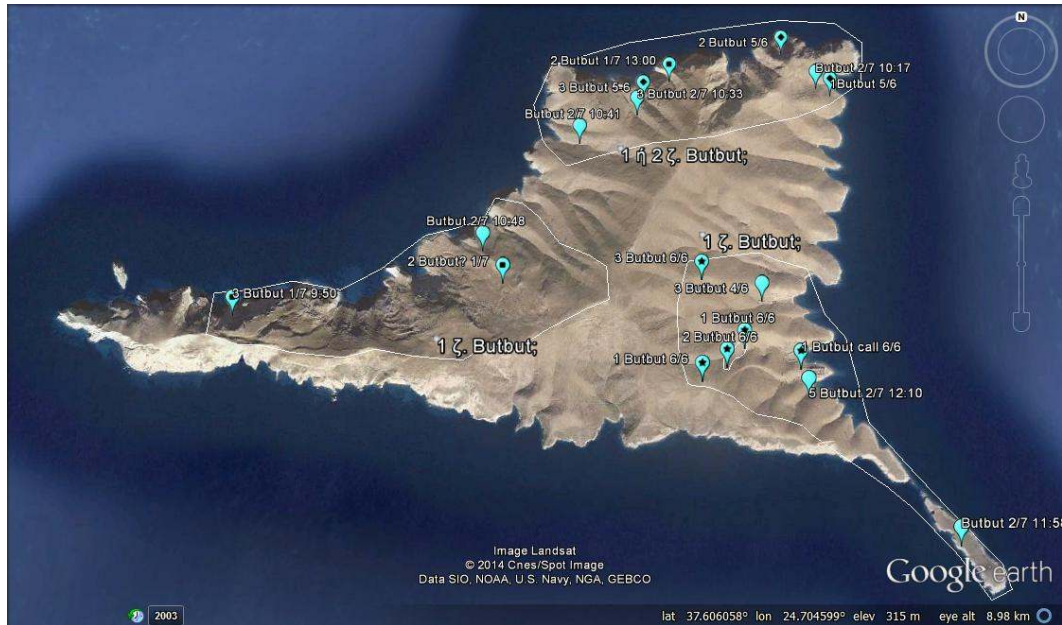 N
2 Butbut 5/6
2 Butbut 1/7 13:00
Butbut 2/7 10:17
3 Butbut 5-6
1Butbut 5/6
3 Butbut 2/7 10:33
Butbut 2/7 10:41
1 ή 2 ζ. Butbut;
Butbut 2/7 10:48
1 ζ. Butbut;
3 Butbut 6/6
2 Butbut? 1/7
3 Butbut 4/6
3 Butbut 1/7 9:50
1 Butbut 6/6
2 Butbut 6/6
1 ζ. Butbut;
1 Butbut call 6/6
1 Butbut 6/6
5 Butbut 2/7 12:10
Butbut 2/7 11:58
Image Landsat
© 2014 Cnes/Spot Image
Data SIO, NOAA, U.S. Navy, NGA, GEBCO
Google earth
2003
lat 37.606058° lon 24.704599° elev 315 m eye alt 8.98 km